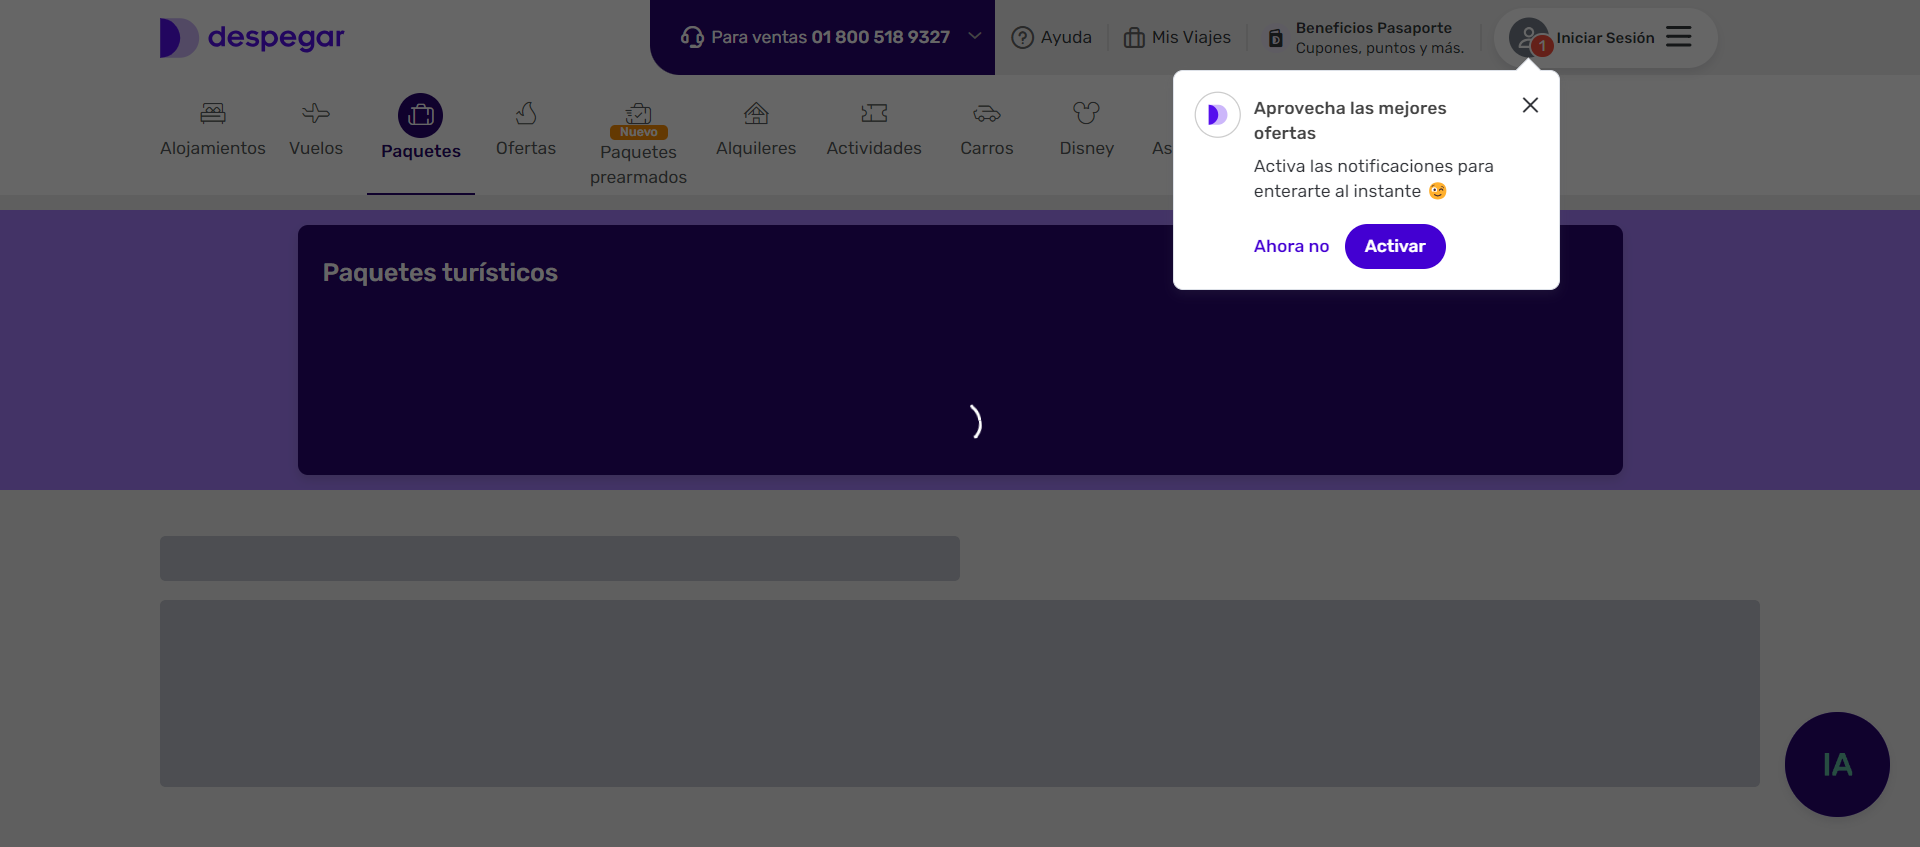 despegar
Para ventas 01 800 518 9327
Ayuda
Mis Viajes
Beneficios Pasaporte
Cupones, puntos y más.
1
Iniciar Sesión
Alojamientos
Vuelos
Paquetes
Ofertas
Nuevo
Paquetes
prearmados
Alquileres
Actividades
Carros
Disney
As
Aprovecha las mejores
ofertas
Activa las notificaciones para
enterarte al instante 😉
Ahora no
Activar
Paquetes turísticos
IA